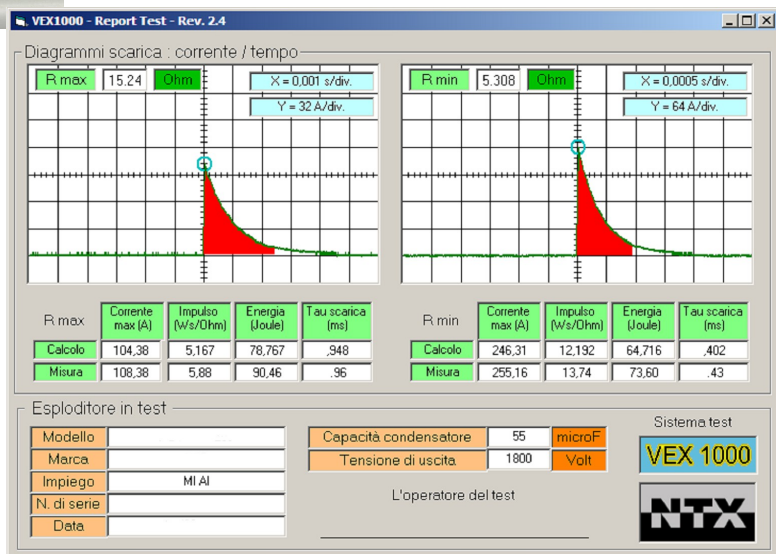 VEX1000 - Report Test - Rev. 2.4
Diagrammi scarica : corrente / tempo
R max 15.24 Ohm X = 0,001 s/div.
Y = 32 A/div.
R min 5.308 Ohm X = 0,0005 s/div.
Y = 64 A/div.
R max Corrente max (A) Impulso (Ws/Ohm) Energia (Joule) Tau scarica (ms)
Calcolo 104,38 5,167 78,767 ,948
Misura 108,38 5,88 90,46 .96
R min Corrente max (A) Impulso (Ws/Ohm) Energia (Joule) Tau scarica (ms)
Calcolo 246,31 12,192 64,716 ,402
Misura 255,16 13,74 73,60 .43
Esploditore in test
Modello
Marca
Impiego MI AI
N. di serie
Data
Capacità condensatore 55 microF
Tensione di uscita 1800 Volt
L'operatore del test
Sistema test
VEX 1000
NTX